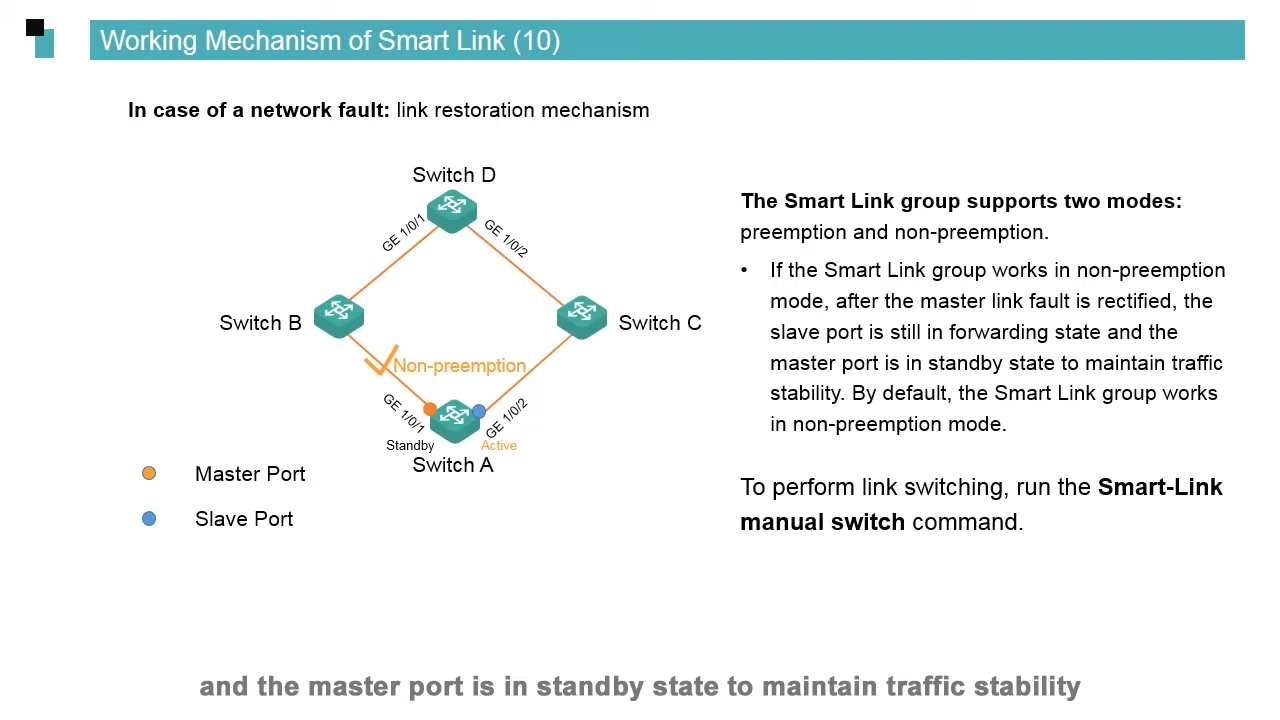 Working Mechanism of Smart Link (10)
In case of a network fault: link restoration mechanism
Switch D
GE 1/0/1
GE 1/0/2
Switch B
Switch C
Non-preemption
GE 1/0/1
GE 1/0/2
Standby
Active
Switch A
Master Port
Slave Port
The Smart Link group supports two modes:
preemption and non-preemption.
• If the Smart Link group works in non-preemption
mode, after the master link fault is rectified, the
slave port is still in forwarding state and the
master port is in standby state to maintain traffic
stability. By default, the Smart Link group works
in non-preemption mode.
To perform link switching, run the Smart-Link
manual switch command.
and the master port is in standby state to maintain traffic stability